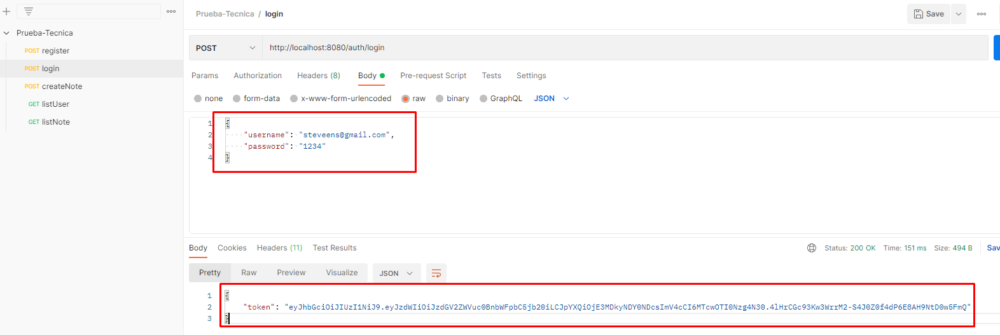 Prueba-Tecnica / login
Save
Prueba-Tecnica
POST register
POST login
POST createNote
GET listUser
GET listNote
POST http://localhost:8080/auth/login
Params Authorization Headers (8) Body Pre-request Script Tests Settings
none form-data x-www-form-urlencoded raw binary GraphQL JSON
1 {
2 "username": "steveens@gmail.com",
3 "password": "1234"
4 }
Body Cookies Headers (11) Test Results Status: 200 OK Time: 151 ms Size: 494 B Sav
Pretty Raw Preview Visualize JSON
1 {
2 "token": "eyJhbGciOiJIUzI1NiJ9.eyJzdWIiOiJzdGV2ZWVuc0BnbWFpbC5jb20iLCJpYXQiOjE3MDkyNDY0NDcsImV4cCI6MTcwOTI0Nzg4N30.4lHrCGc93Kw3WrrM2-S4J0Z0f4dP6E8AH9NtD0w5FmQ"
3 }